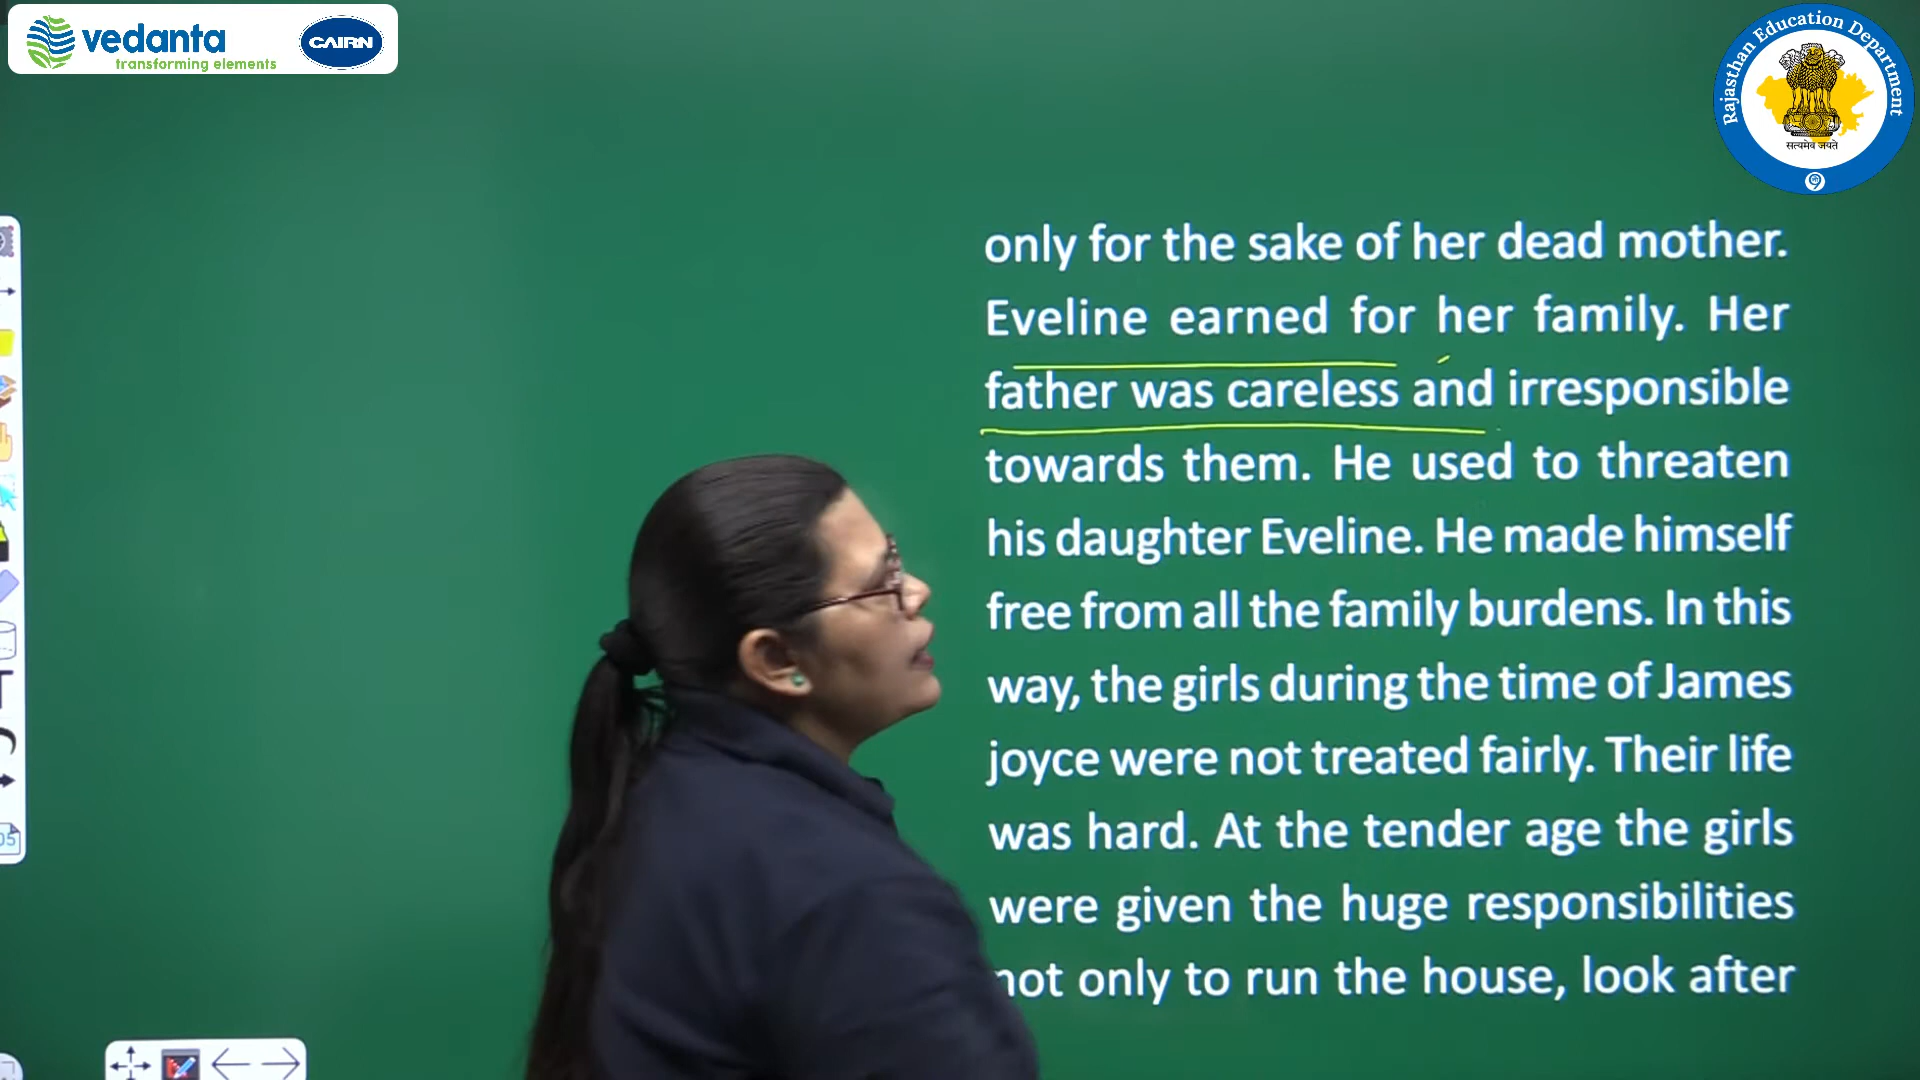 vedanta
transforming elements
CAIRN
Rajasthan Education Department
सत्यमेव जयते
only for the sake of her dead mother.
Eveline earned for her family. Her
father was careless and irresponsible
towards them. He used to threaten
his daughter Eveline. He made himself
free from all the family burdens. In this
way, the girls during the time of James
joyce were not treated fairly. Their life
was hard. At the tender age the girls
were given the huge responsibilities
not only to run the house, look after